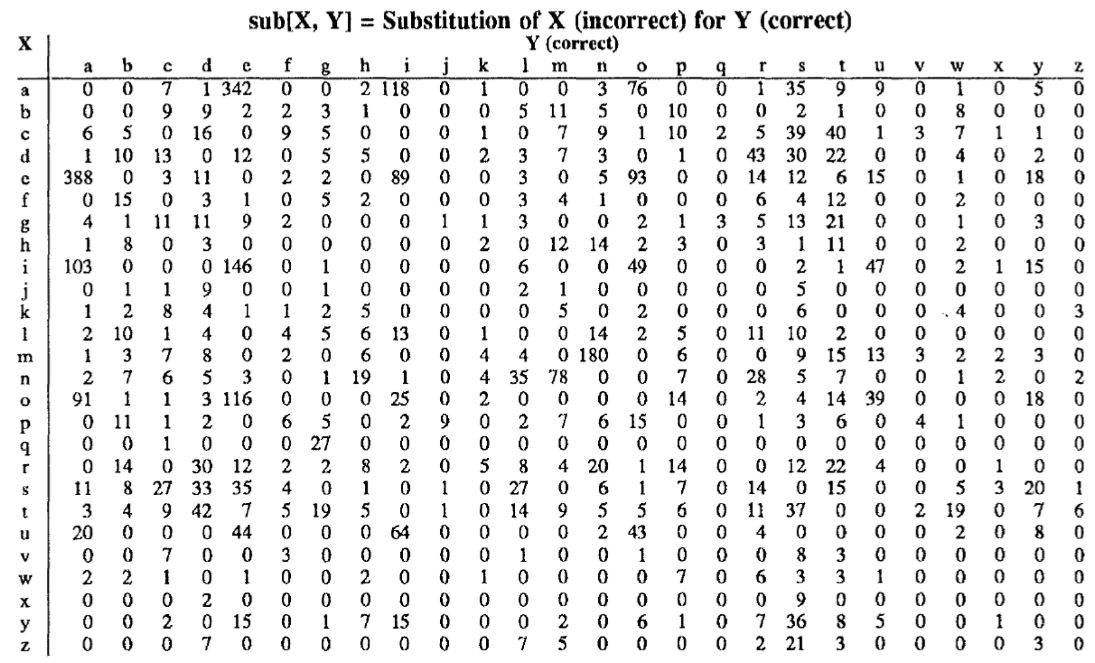 sub[X, Y] = Substitution of X (incorrect) for Y (correct)
X Y (correct)
a b c d e f g h i j k l m n o p q r s t u v w x y z
a 0 0 7 1 342 0 0 2 118 0 1 0 0 3 76 0 0 1 35 9 9 0 1 0 5 0
b 0 0 9 9 2 2 3 1 0 0 0 5 11 5 0 10 0 0 2 1 0 0 8 0 0 0
c 6 5 0 16 0 9 5 0 0 0 1 0 7 9 1 10 2 5 39 40 1 3 7 1 1 0
d 1 10 13 0 12 0 5 5 0 0 2 3 7 3 0 1 0 43 30 22 0 0 4 0 2 0
e 388 0 3 11 0 2 2 0 89 0 0 3 0 5 93 0 0 14 12 6 15 0 1 0 18 0
f 0 15 0 3 1 0 5 2 0 0 0 3 4 1 0 0 0 6 4 12 0 0 2 0 0 0
g 4 1 11 11 9 2 0 0 0 1 1 3 0 0 2 1 3 5 13 21 0 0 1 0 3 0
h 1 8 0 3 0 0 0 0 0 0 2 0 12 14 2 3 0 3 1 11 0 0 2 0 0 0
i 103 0 0 0 146 0 1 0 0 0 0 6 0 0 49 0 0 0 2 1 47 0 2 1 15 0
j 0 1 1 9 0 0 1 0 0 0 0 2 1 0 0 0 0 0 5 0 0 0 0 0 0 0
k 1 2 8 4 1 1 2 5 0 0 0 0 5 0 2 0 0 0 6 0 0 0 4 0 0 3
l 2 10 1 4 0 4 5 6 13 0 1 0 0 14 2 5 0 11 10 2 0 0 0 0 0 0
m 1 3 7 8 0 2 0 6 0 0 4 4 0 180 0 6 0 0 9 15 13 3 2 2 3 0
n 2 7 6 5 3 0 1 19 1 0 4 35 78 0 0 7 0 28 5 7 0 0 1 2 0 2
o 91 1 1 3 116 0 0 0 25 0 2 0 0 0 0 14 0 2 4 14 39 0 0 0 18 0
p 0 11 1 2 0 6 5 0 2 9 0 2 7 6 15 0 0 1 3 6 0 4 1 0 0 0
q 0 0 1 0 0 0 27 0 0 0 0 0 0 0 0 0 0 0 0 0 0 0 0 0 0 0
r 0 14 0 30 12 2 2 8 2 0 5 8 4 20 1 14 0 0 12 22 4 0 0 1 0 0
s 11 8 27 33 35 4 0 1 0 1 0 27 0 6 1 7 0 14 0 15 0 0 5 3 20 1
t 3 4 9 42 7 5 19 5 0 1 0 14 9 5 5 6 0 11 37 0 0 2 19 0 7 6
u 20 0 0 0 44 0 0 0 64 0 0 0 0 2 43 0 0 4 0 0 0 0 2 0 8 0
v 0 0 7 0 0 3 0 0 0 0 0 1 0 0 1 0 0 0 8 3 0 0 0 0 0 0
w 2 2 1 0 1 0 0 2 0 0 1 0 0 0 0 7 0 6 3 3 1 0 0 0 0 0
x 0 0 0 2 0 0 0 0 0 0 0 0 0 0 0 0 0 0 9 0 0 0 0 0 0 0
y 0 0 2 0 15 0 1 7 15 0 0 0 2 0 6 1 0 7 36 8 5 0 0 1 0 0
z 0 0 0 7 0 0 0 0 0 0 0 7 5 0 0 0 0 2 21 3 0 0 0 0 3 0